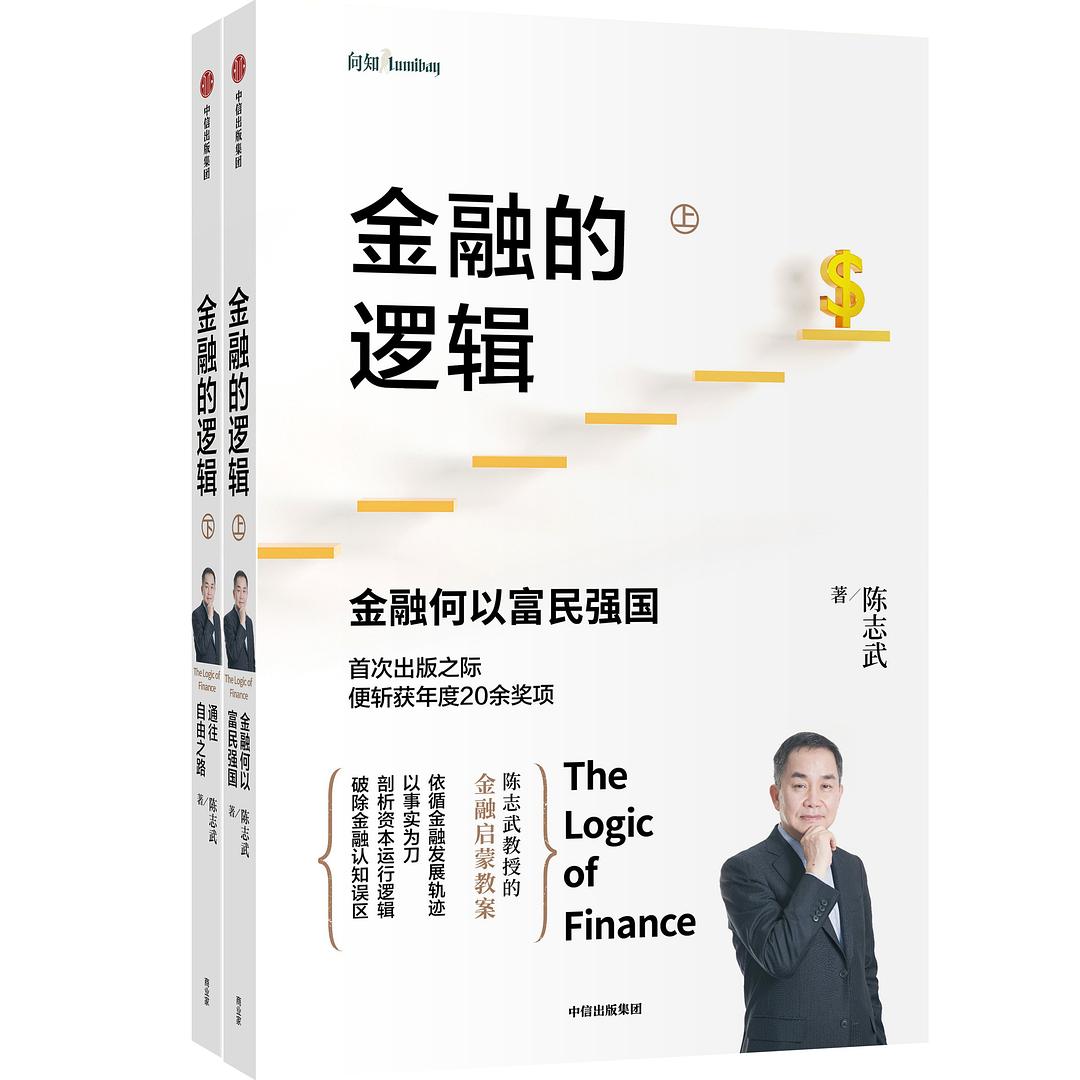 向知 Lumibay
金融的
逻辑
上
金融何以富民强国
首次出版之际
便斩获年度20余奖项
陈志武
著
陈志武教授的
金融启蒙教案
依循金融发展轨迹
以事实为刀
剖析资本运行逻辑
破除金融认知误区
The
Logic
of
Finance
中信出版集团
中信出版集团
金融的逻辑
上
The Logic of
Finance
金融何以
富民强国
陈志武
著
商业家
中信出版集团
金融的逻辑
下
The Logic of
Finance
通往
自由之路
陈志武
著
商业家